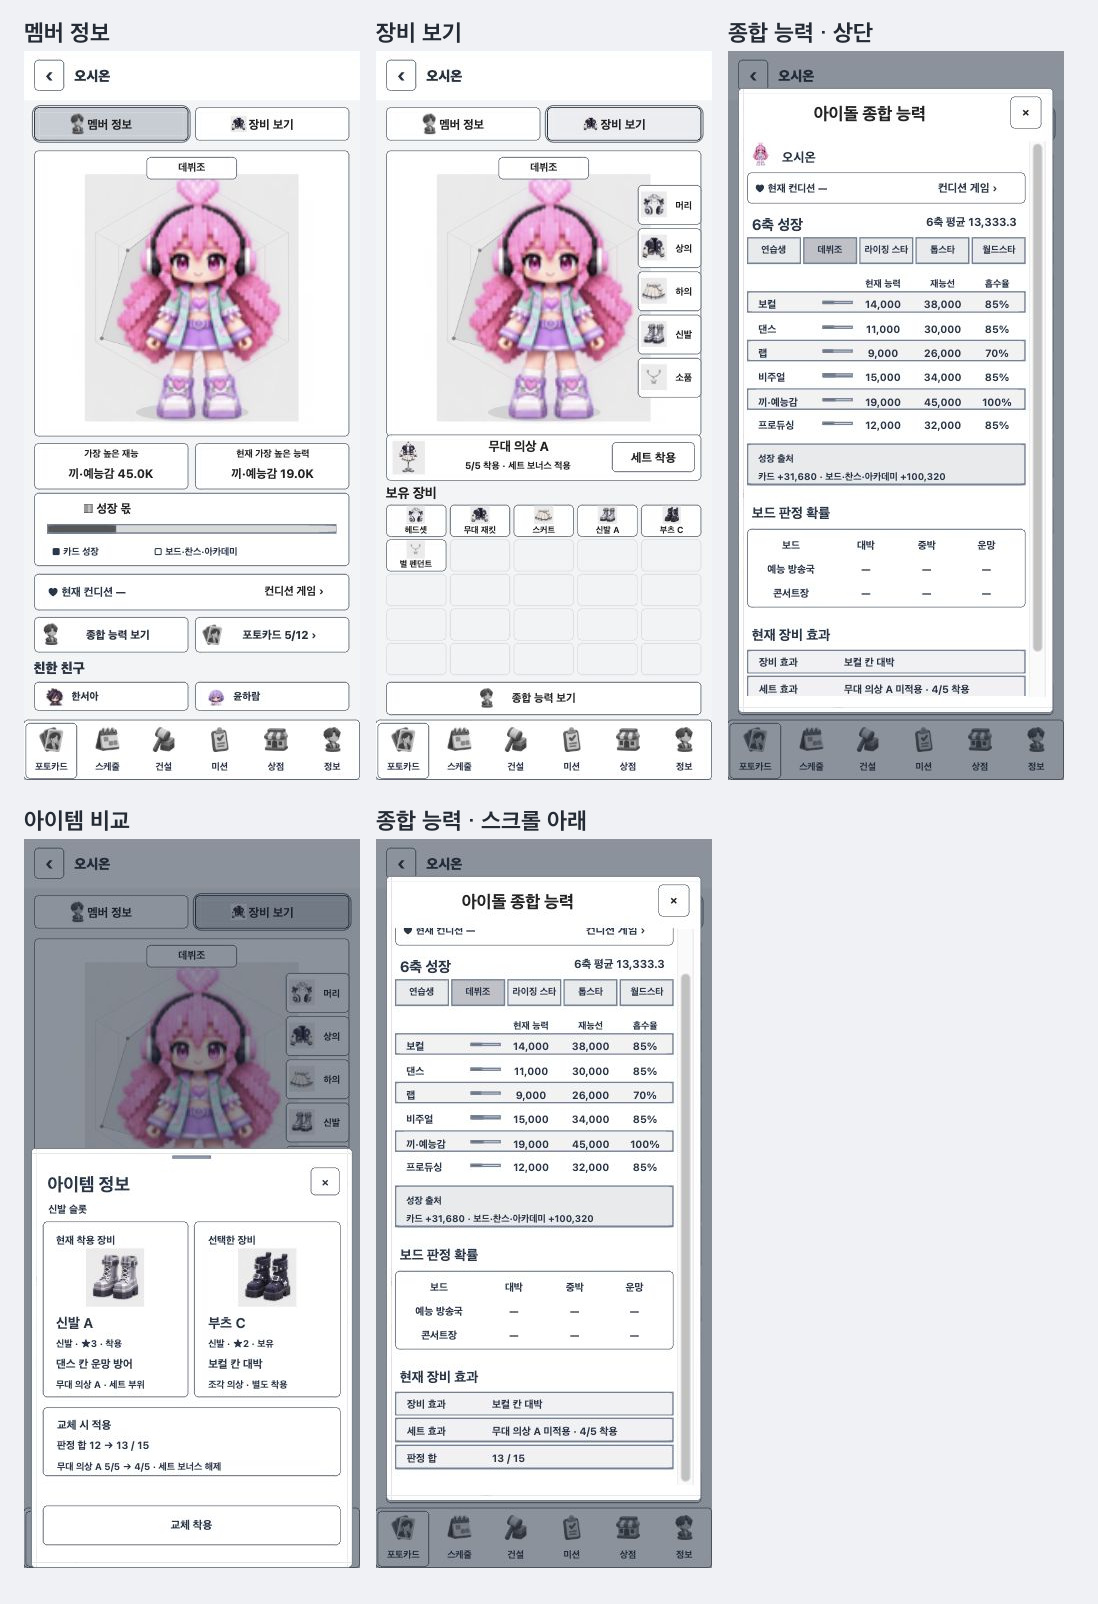 멤버 정보
‹ 오시온
멤버 정보 장비 보기
데뷔조
가장 높은 재능 현재 가장 높은 능력
끼·예능감 45.0K 끼·예능감 19.0K
성장 몫
카드 성장 보드·찬스·아카데미
현재 컨디션 — 컨디션 게임 ›
종합 능력 보기 포토카드 5/12 ›
친한 친구
한서아 윤하람
포토카드 스케줄 건설 미션 상점 정보
장비 보기
‹ 오시온
멤버 정보 장비 보기
데뷔조
머리
상의
하의
신발
소품
무대 의상 A
5/5 착용 · 세트 보너스 적용
세트 착용
보유 장비
헤드셋 무대 재킷 스커트 신발 A 부츠 C
별 펜던트
종합 능력 보기
포토카드 스케줄 건설 미션 상점 정보
종합 능력 · 상단
‹ 오시온
아이돌 종합 능력 ×
오시온
현재 컨디션 — 컨디션 게임 ›
6축 성장 6축 평균 13,333.3
연습생 데뷔조 라이징 스타 톱스타 월드스타
현재 능력 재능선 흡수율
보컬 14,000 38,000 85%
댄스 11,000 30,000 85%
랩 9,000 26,000 70%
비주얼 15,000 34,000 85%
끼·예능감 19,000 45,000 100%
프로듀싱 12,000 32,000 85%
성장 출처
카드 +31,680 · 보드·찬스·아카데미 +100,320
보드 판정 확률
보드 대박 중박 운망
예능 방송국 — — —
콘서트장 — — —
현재 장비 효과
장비 효과 보컬 칸 대박
세트 효과 무대 의상 A 미적용 · 4/5 착용
포토카드 스케줄 건설 미션 상점 정보
아이템 비교
‹ 오시온
멤버 정보 장비 보기
데뷔조
머리
상의
하의
신발
아이템 정보 ×
신발 슬롯
현재 착용 장비
신발 A
신발 · ★3 · 착용
댄스 칸 운망 방어
무대 의상 A · 세트 부위
선택한 장비
부츠 C
신발 · ★2 · 보유
보컬 칸 대박
조각 의상 · 별도 착용
교체 시 적용
판정 합 12 → 13 / 15
무대 의상 A 5/5 → 4/5 · 세트 보너스 해제
교체 착용
종합 능력 · 스크롤 아래
‹ 오시온
아이돌 종합 능력 ×
현재 컨디션 — 컨디션 게임 ›
6축 성장 6축 평균 13,333.3
연습생 데뷔조 라이징 스타 톱스타 월드스타
현재 능력 재능선 흡수율
보컬 14,000 38,000 85%
댄스 11,000 30,000 85%
랩 9,000 26,000 70%
비주얼 15,000 34,000 85%
끼·예능감 19,000 45,000 100%
프로듀싱 12,000 32,000 85%
성장 출처
카드 +31,680 · 보드·찬스·아카데미 +100,320
보드 판정 확률
보드 대박 중박 운망
예능 방송국 — — —
콘서트장 — — —
현재 장비 효과
장비 효과 보컬 칸 대박
세트 효과 무대 의상 A 미적용 · 4/5 착용
판정 합 13 / 15
포토카드 스케줄 건설 미션 상점 정보